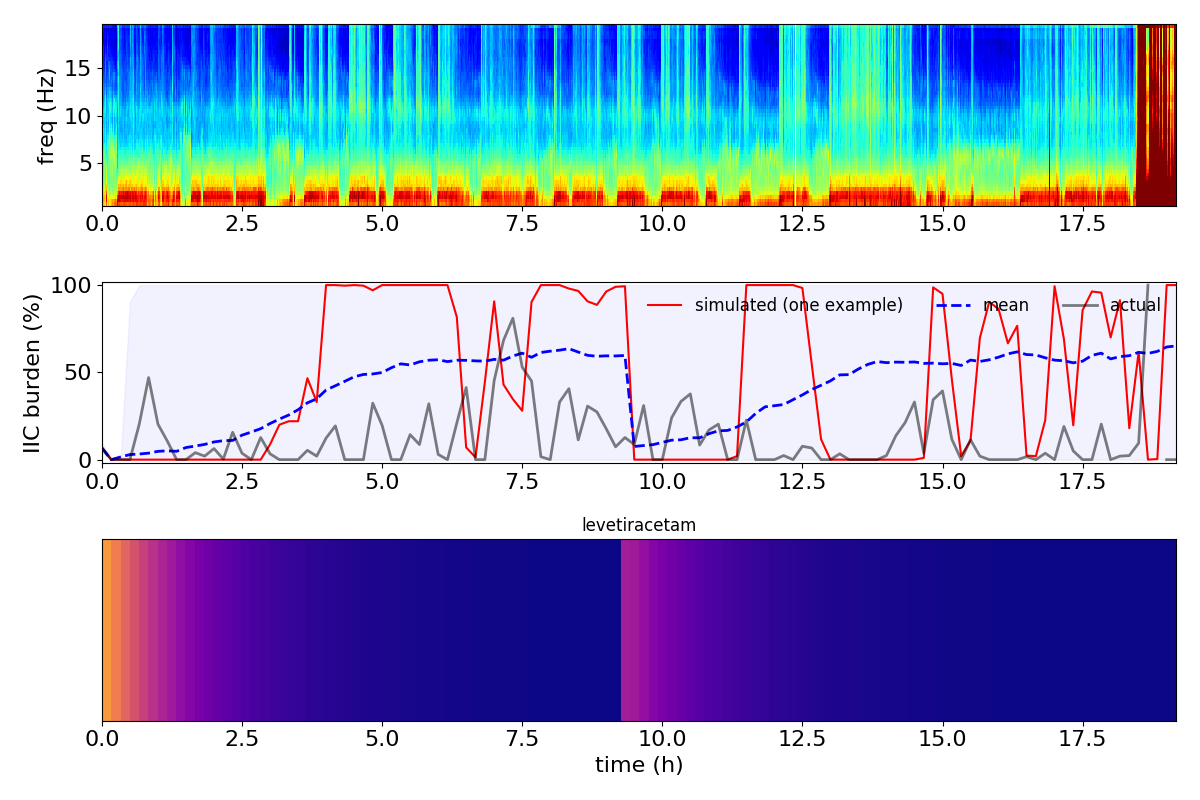 freq (Hz)
15
10
5
0.0 2.5 5.0 7.5 10.0 12.5 15.0 17.5
IIC burden (%)
100
50
0
simulated (one example) mean actual
0.0 2.5 5.0 7.5 10.0 12.5 15.0 17.5
levetiracetam
0.0 2.5 5.0 7.5 10.0 12.5 15.0 17.5
time (h)